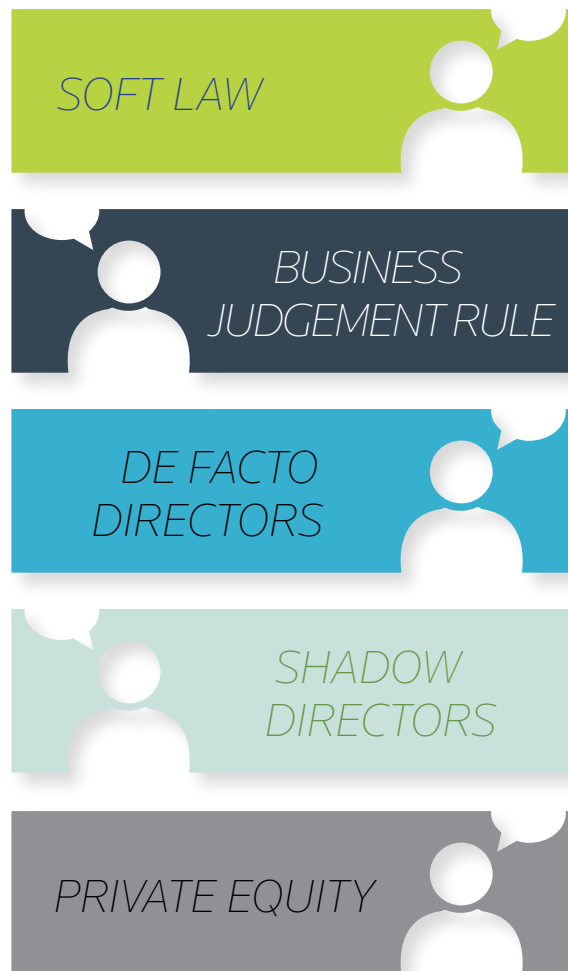 SOFT LAW
BUSINESS
JUDGEMENT RULE
DE FACTO
DIRECTORS
SHADOW
DIRECTORS
PRIVATE EQUITY